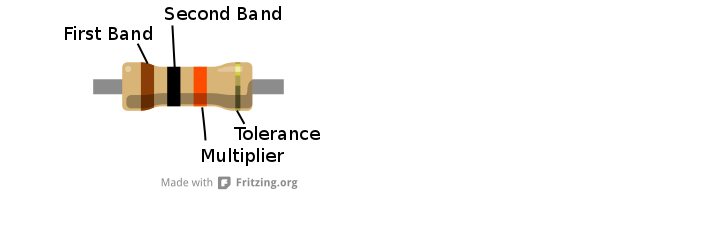 Second Band
First Band
Tolerance
Multiplier
Made with Fritzing.org